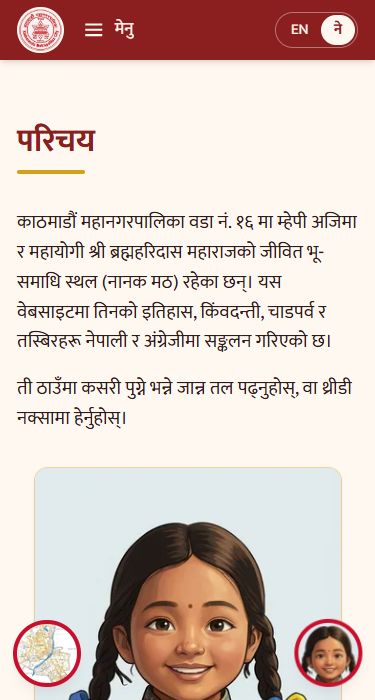 मेनु
EN
ने
परिचय
काठमाडौं महानगरपालिका वडा नं. १६ मा म्हेपी अजिमा
र महायोगी श्री ब्रह्महरिदास महाराजको जीवित भू-
समाधि स्थल (नानक मठ) रहेका छन्। यस
वेबसाइटमा तिनको इतिहास, किंवदन्ती, चाडपर्व र
तस्बिरहरू नेपाली र अंग्रेजीमा सङ्कलन गरिएको छ।
ती ठाउँमा कसरी पुग्ने भन्ने जान्न तल पढ्नुहोस्, वा थ्रीडी
नक्सामा हेर्नुहोस्।